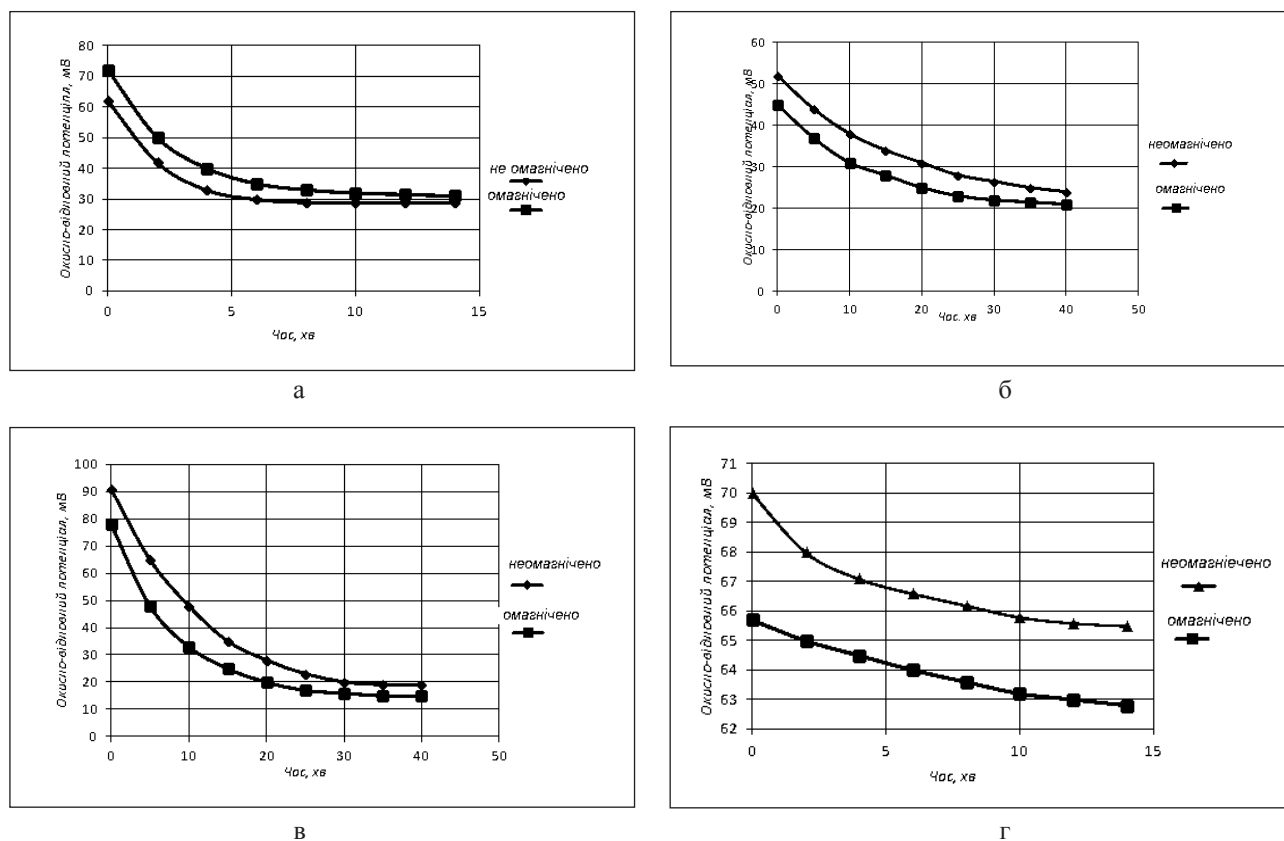 Окисно-відновний потенціал, мВ
80
70
60
50
40
30
20
10
0
0 5 10 15
Час, хв
не омагнічено
омагнічено
а
Окисно-відновний потенціал, мВ
60
50
40
30
20
10
0
0 10 20 30 40 50
Час. хв
неомагнічено
омагнічено
б
Окисно-відновний потенціал, мВ
100
90
80
70
60
50
40
30
20
10
0
0 10 20 30 40 50
Час, хв
неомагнічено
омагнічено
в
Окисно-відновний потенціал, мВ
71
70
69
68
67
66
65
64
63
62
0 5 10 15
Час, хв
неомагніечено
омагнічено
г